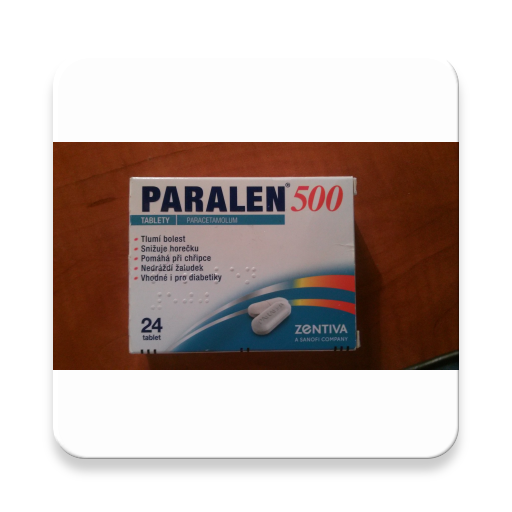 PARALEN® 500
TABLETY PARACETAMOLUM
Tlumí bolest
Snižuje horečku
Pomáhá při chřipce
Nedráždí žaludek
Vhodné i pro diabetiky
24
tablet
ZENTIVA
A SANOFI COMPANY